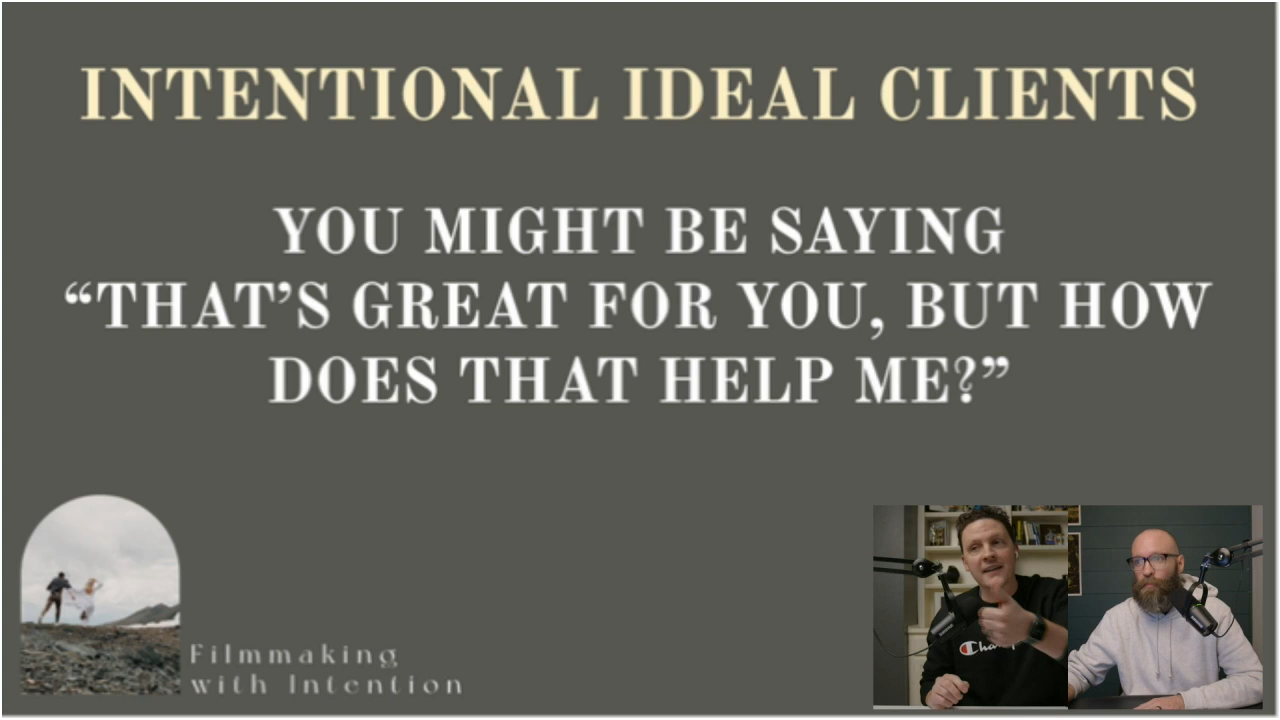 INTENTIONAL IDEAL CLIENTS
YOU MIGHT BE SAYING
“THAT’S GREAT FOR YOU, BUT HOW
DOES THAT HELP ME?”
Filmmaking
with Intention